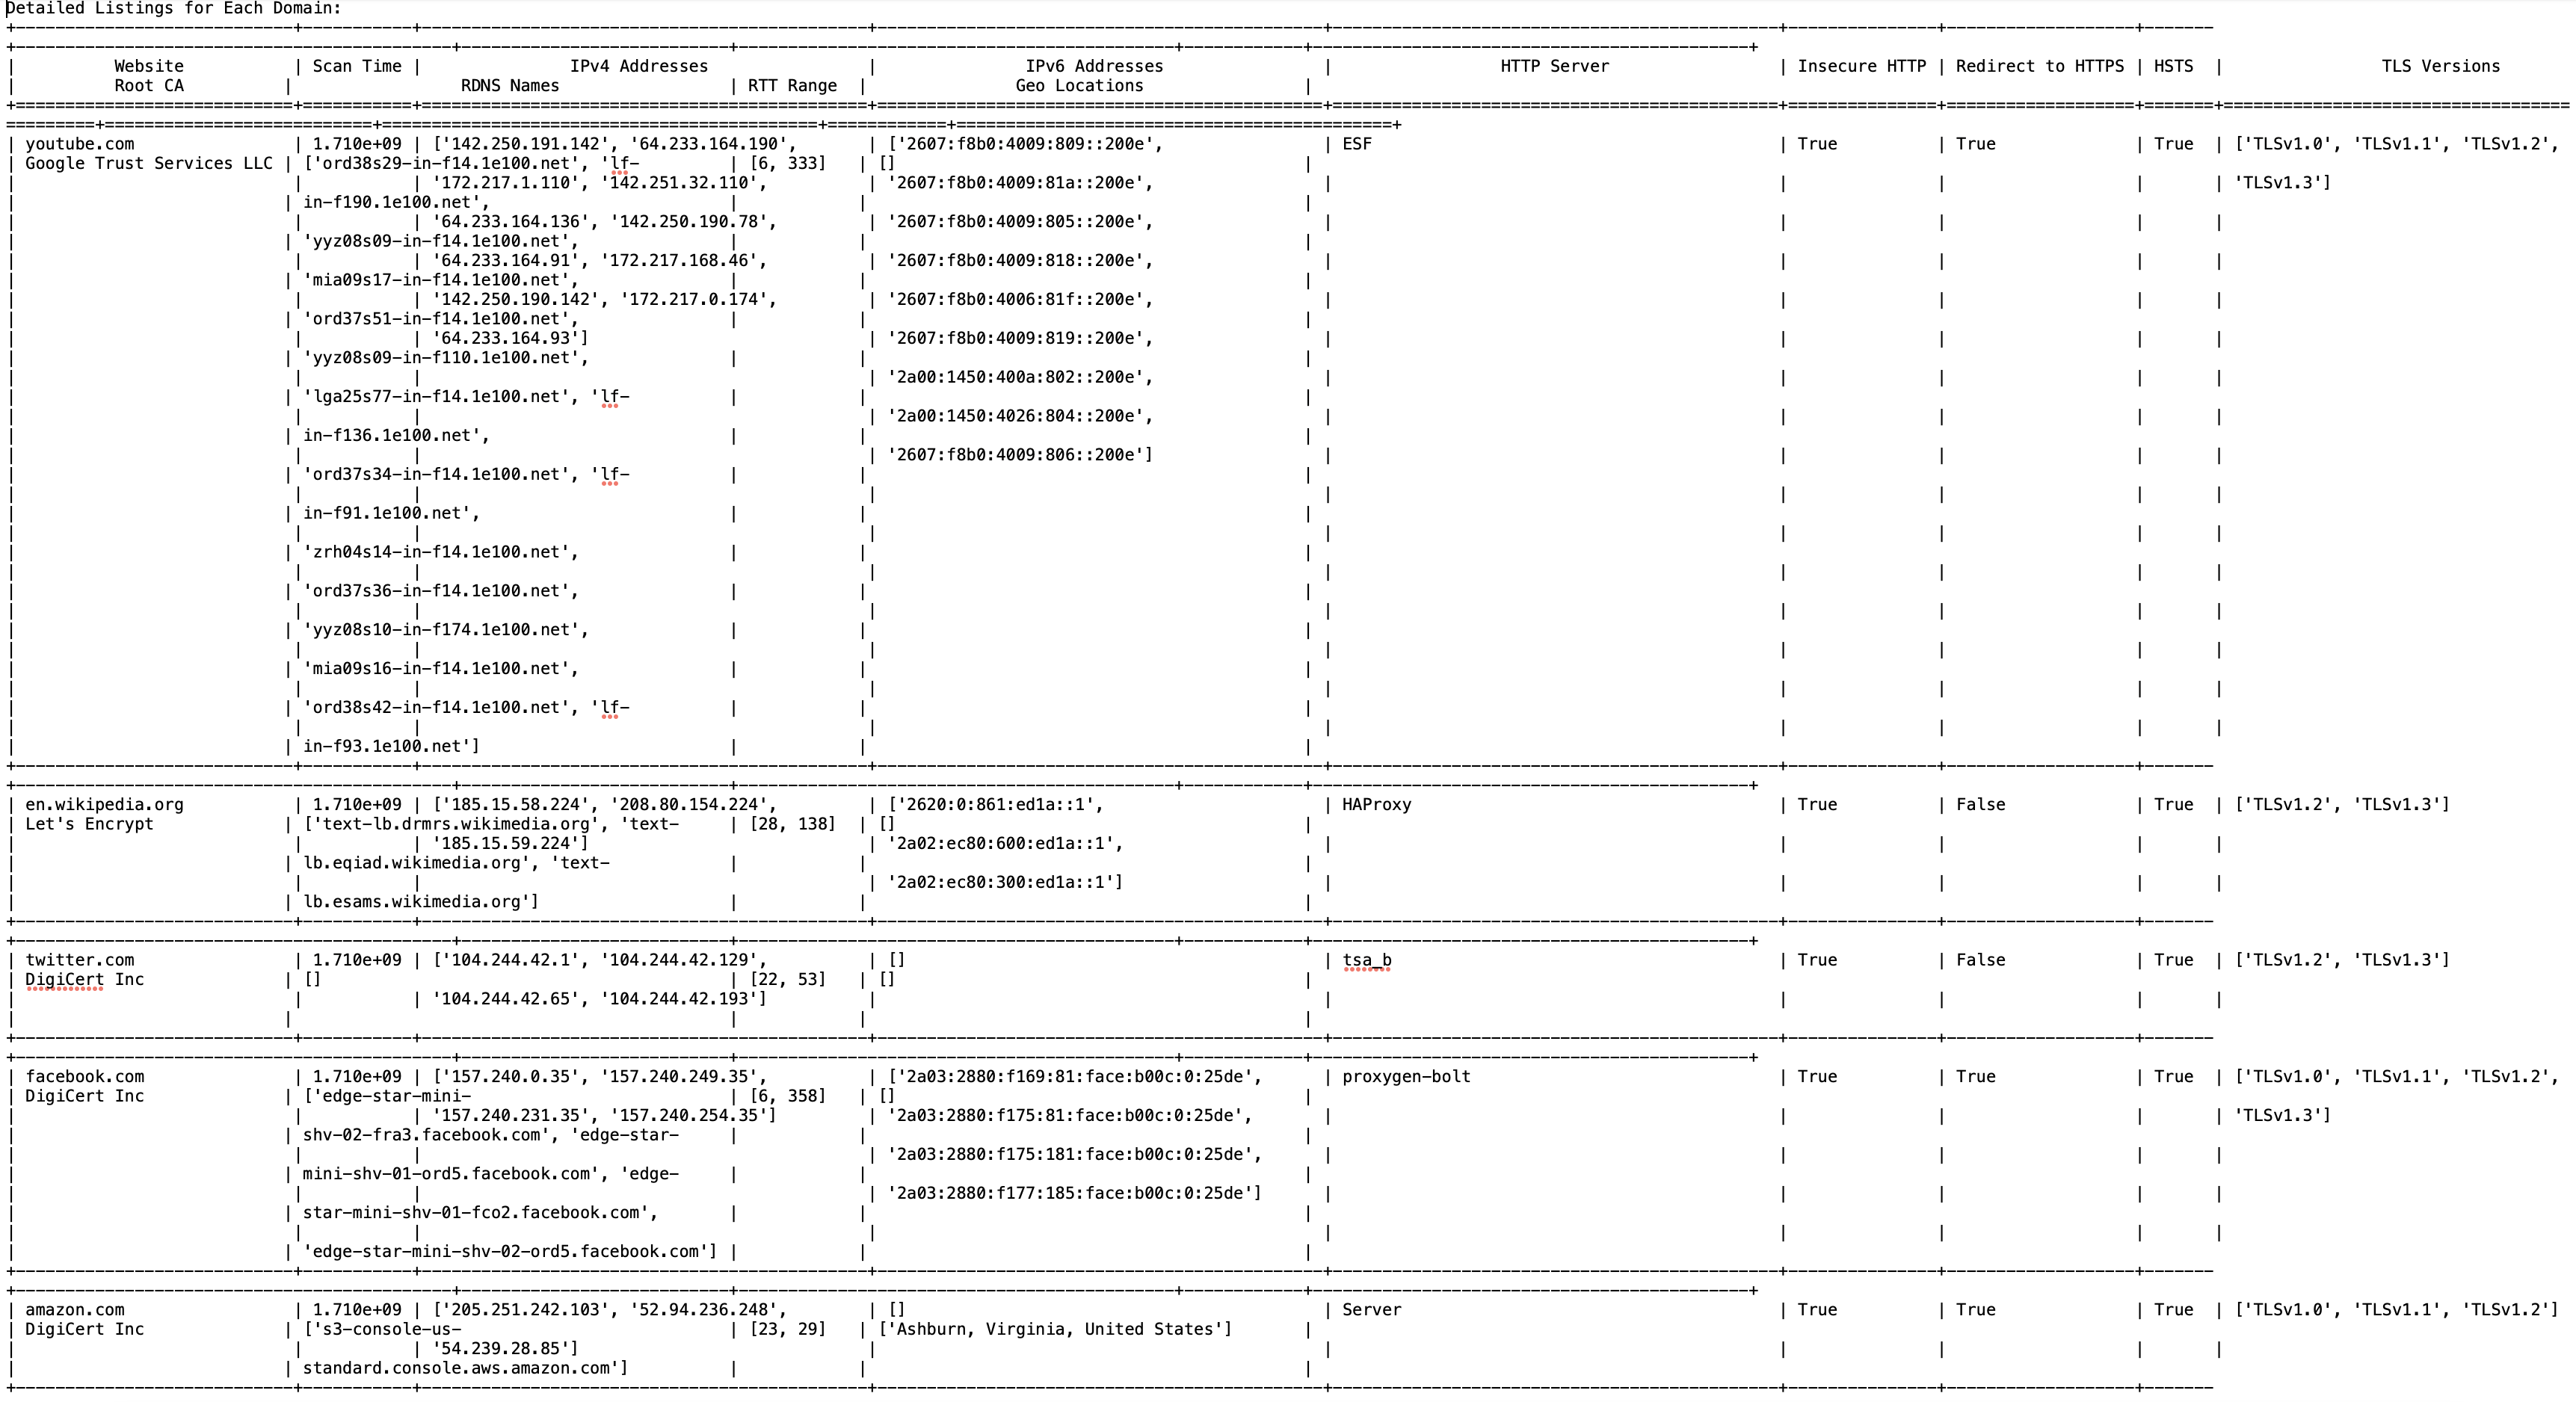 Detailed Listings for Each Domain:
| Website | Scan Time | IPv4 Addresses | IPv6 Addresses | HTTP Server | Insecure HTTP | Redirect to HTTPS | HSTS | TLS Versions
| Root CA | RDNS Names | RTT Range | Geo Locations |
| youtube.com | 1.710e+09 | ['142.250.191.142', '64.233.164.190', | ['2607:f8b0:4009:809::200e', | ESF | True | True | True | ['TLSv1.0', 'TLSv1.1', 'TLSv1.2',
| Google Trust Services LLC | ['ord38s29-in-f14.1e100.net', 'lf- | [6, 333] | [] |
| | | '172.217.1.110', '142.251.32.110', | '2607:f8b0:4009:81a::200e', | | | | | 'TLSv1.3']
| | in-f190.1e100.net', | | |
| | | '64.233.164.136', '142.250.190.78', | '2607:f8b0:4009:805::200e', | | | | |
| | 'yyz08s09-in-f14.1e100.net', | | |
| | | '64.233.164.91', '172.217.168.46', | '2607:f8b0:4009:818::200e', | | | | |
| | 'mia09s17-in-f14.1e100.net', | | |
| | | '142.250.190.142', '172.217.0.174', | '2607:f8b0:4006:81f::200e', | | | | |
| | 'ord37s51-in-f14.1e100.net', | | |
| | | '64.233.164.93'] | '2607:f8b0:4009:819::200e', | | | | |
| | 'yyz08s09-in-f110.1e100.net', | | |
| | | | '2a00:1450:400a:802::200e', | | | | |
| | 'lga25s77-in-f14.1e100.net', 'lf- | | |
| | | | '2a00:1450:4026:804::200e', | | | | |
| | in-f136.1e100.net', | | |
| | | | '2607:f8b0:4009:806::200e'] | | | | |
| | 'ord37s34-in-f14.1e100.net', 'lf- | | |
| | in-f91.1e100.net', | | |
| | 'zrh04s14-in-f14.1e100.net', | | |
| | 'ord37s36-in-f14.1e100.net', | | |
| | 'yyz08s10-in-f174.1e100.net', | | |
| | 'mia09s16-in-f14.1e100.net', | | |
| | 'ord38s42-in-f14.1e100.net', 'lf- | | |
| | in-f93.1e100.net'] | | |
| en.wikipedia.org | 1.710e+09 | ['185.15.58.224', '208.80.154.224', | ['2620:0:861:ed1a::1', | HAProxy | True | False | True | ['TLSv1.2', 'TLSv1.3']
| Let's Encrypt | ['text-lb.drmrs.wikimedia.org', 'text- | [28, 138] | [] |
| | | '185.15.59.224'] | '2a02:ec80:600:ed1a::1', | | | | |
| | lb.eqiad.wikimedia.org', 'text- | | |
| | | | '2a02:ec80:300:ed1a::1'] | | | | |
| | lb.esams.wikimedia.org'] | | |
| twitter.com | 1.710e+09 | ['104.244.42.1', '104.244.42.129', | [] | tsa_b | True | False | True | ['TLSv1.2', 'TLSv1.3']
| DigiCert Inc | [] | [22, 53] | [] |
| | | '104.244.42.65', '104.244.42.193'] | | | | | |
| facebook.com | 1.710e+09 | ['157.240.0.35', '157.240.249.35', | ['2a03:2880:f169:81:face:b00c:0:25de', | proxygen-bolt | True | True | True | ['TLSv1.0', 'TLSv1.1', 'TLSv1.2',
| DigiCert Inc | ['edge-star-mini- | [6, 358] | [] |
| | | '157.240.231.35', '157.240.254.35'] | '2a03:2880:f175:81:face:b00c:0:25de', | | | | | 'TLSv1.3']
| | shv-02-fra3.facebook.com', 'edge-star- | | |
| | | | '2a03:2880:f175:181:face:b00c:0:25de', | | | | |
| | mini-shv-01-ord5.facebook.com', 'edge- | | |
| | | | '2a03:2880:f177:185:face:b00c:0:25de'] | | | | |
| | star-mini-shv-01-fco2.facebook.com', | | |
| | 'edge-star-mini-shv-02-ord5.facebook.com'] | | |
| amazon.com | 1.710e+09 | ['205.251.242.103', '52.94.236.248', | [] | Server | True | True | True | ['TLSv1.0', 'TLSv1.1', 'TLSv1.2']
| DigiCert Inc | ['s3-console-us- | [23, 29] | ['Ashburn, Virginia, United States'] |
| | | '54.239.28.85'] | | | | | |
| | standard.console.aws.amazon.com'] | | |